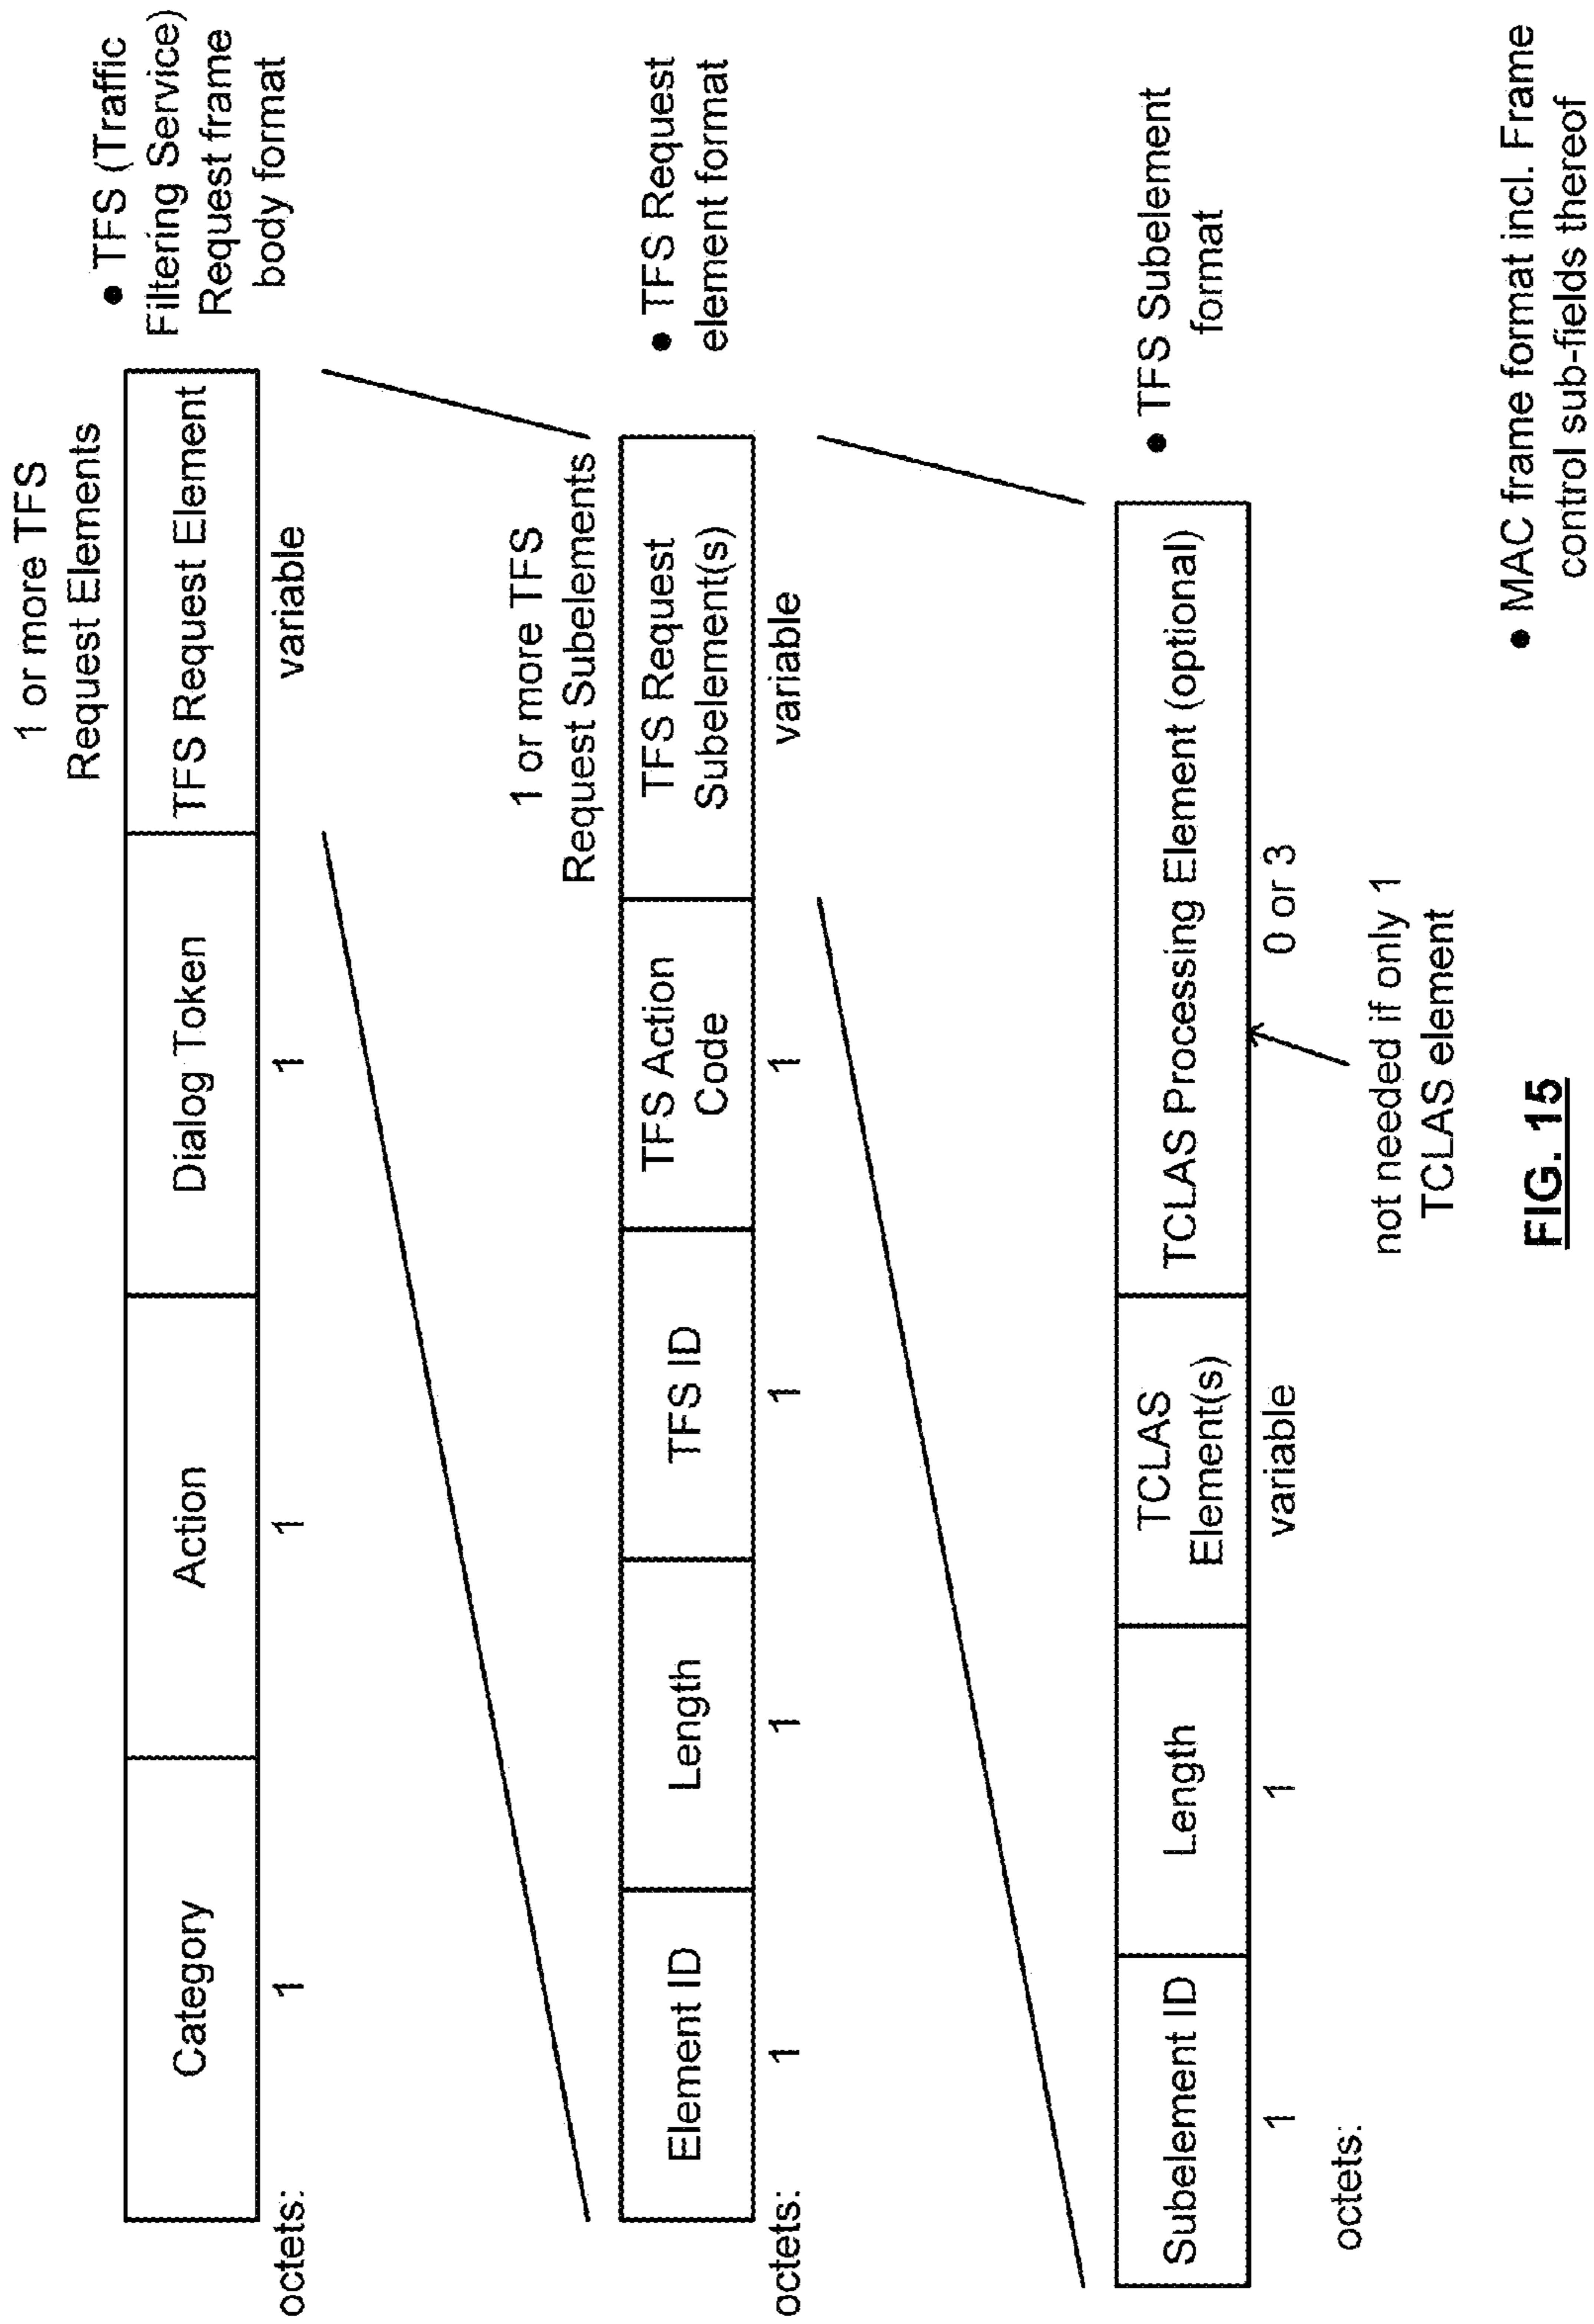 1 or more TFS
Request Elements
Category
Action
Dialog Token
TFS Request Element
octets:
1
1
1
variable
• TFS (Traffic
Filtering Service)
Request frame
body format
1 or more TFS
Request Subelements
Element ID
Length
TFS ID
TFS Action
Code
TFS Request
Subelement(s)
octets:
1
1
1
1
variable
• TFS Request
element format
Subelement ID
Length
TCLAS
Element(s)
TCLAS Processing Element (optional)
1
1
variable
0 or 3
octets:
• TFS Subelement
format
not needed if only 1
TCLAS element
• MAC frame format incl. Frame
control sub-fields thereof
FIG. 15